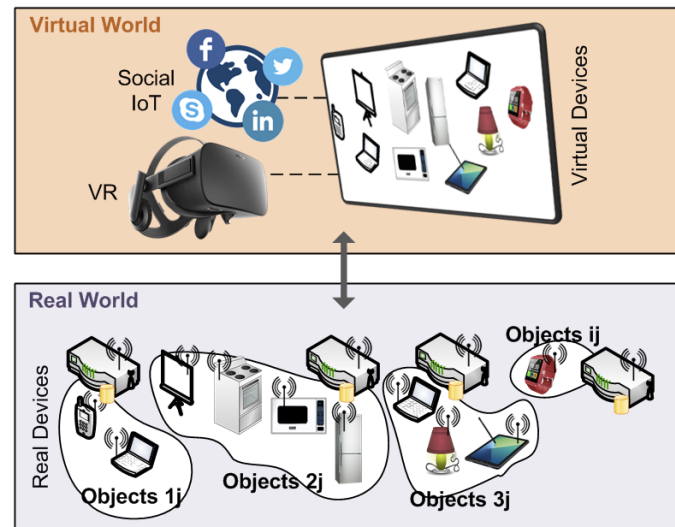 Virtual World
Social
IoT
f
S
in
VR
Virtual Devices
Real World
Real Devices
Objects ij
Objects 1j
Objects 2j
Objects 3j